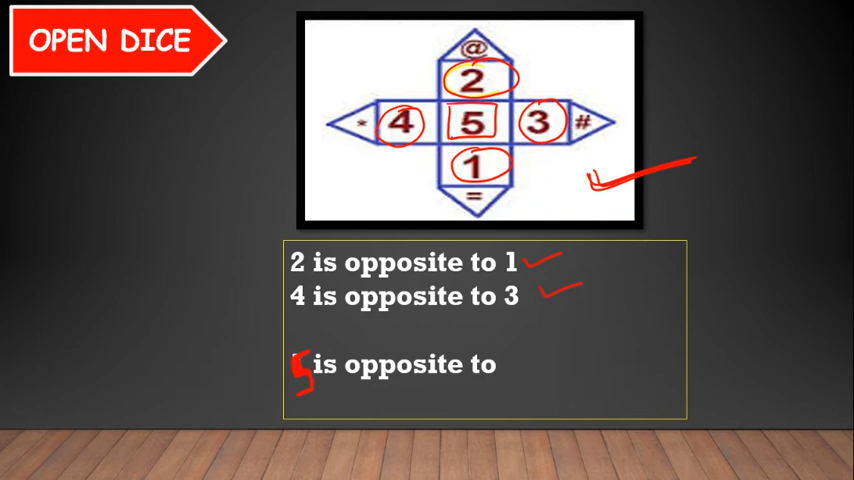 OPEN DICE
@
2
* 4 5 3 #
1
=
2 is opposite to 1
4 is opposite to 3
5 is opposite to